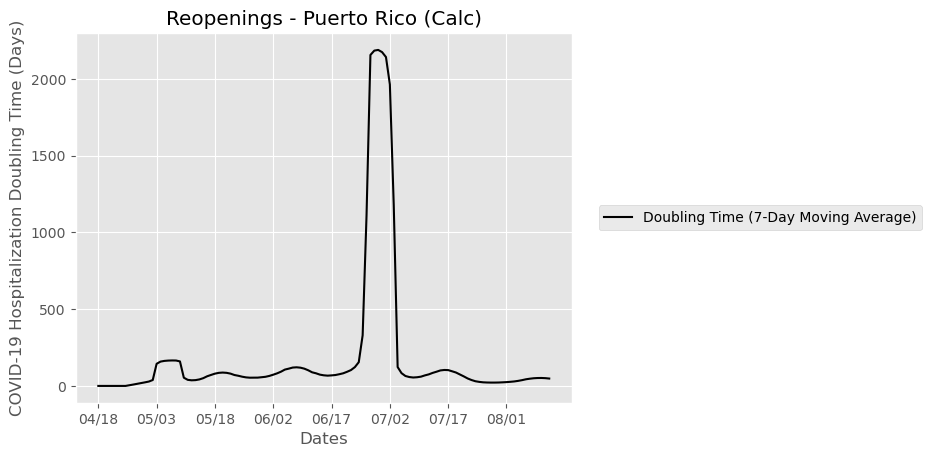 Reopenings - Puerto Rico (Calc)
COVID-19 Hospitalization Doubling Time (Days)
2000
1500
1000
500
0
04/18 05/03 05/18 06/02 06/17 07/02 07/17 08/01
Dates
Doubling Time (7-Day Moving Average)